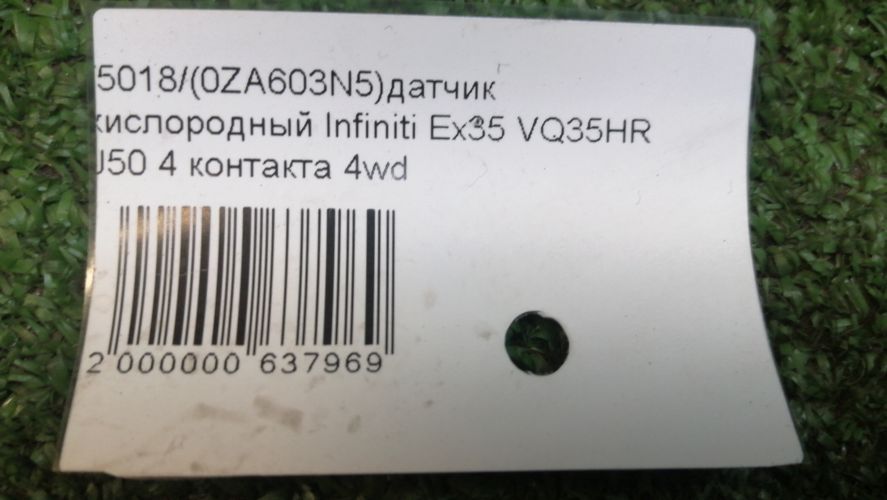 5018/(0ZA603N5)датчик
кислородный Infiniti Ex35 VQ35HR
J50 4 контакта 4wd
2 000000 637969